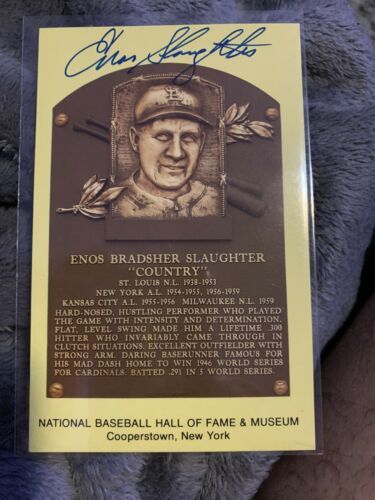 Enos Slaughter
ENOS BRADSHER SLAUGHTER
"COUNTRY"
ST. LOUIS N.L. 1938-1953
NEW YORK A.L. 1954-1955, 1956-1959
KANSAS CITY A.L. 1955-1956 MILWAUKEE N.L. 1959
HARD-NOSED, HUSTLING PERFORMER WHO PLAYED
THE GAME WITH INTENSITY AND DETERMINATION.
FLAT, LEVEL SWING MADE HIM A LIFETIME .300
HITTER WHO INVARIABLY CAME THROUGH IN
CLUTCH SITUATIONS. EXCELLENT OUTFIELDER WITH
STRONG ARM. DARING BASERUNNER FAMOUS FOR
HIS MAD DASH HOME TO WIN 1946 WORLD SERIES
FOR CARDINALS. BATTED .291 IN 5 WORLD SERIES.
NATIONAL BASEBALL HALL OF FAME & MUSEUM
Cooperstown, New York